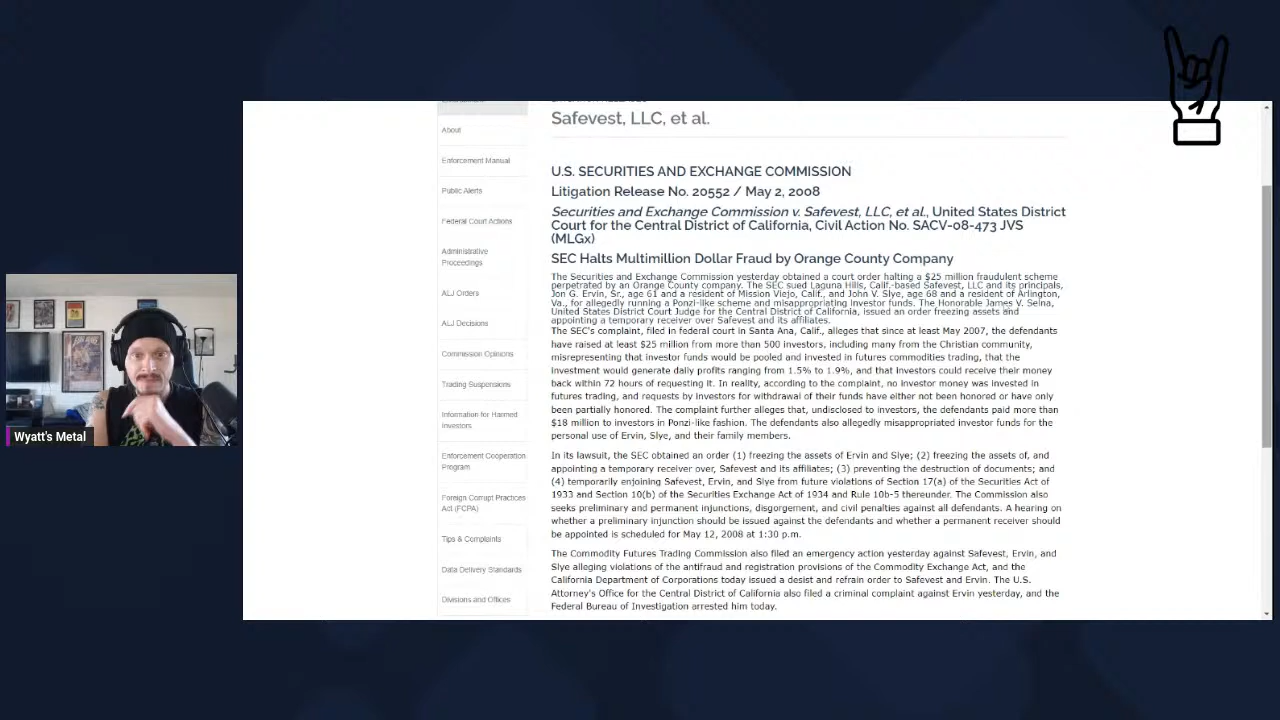 Safevest, LLC, et al.
About
Enforcement Manual
Public Alerts
Federal Court Actions
Administrative
Proceedings
ALJ Orders
ALJ Decisions
Commission Opinions
Trading Suspensions
Information for Harmed
Investors
Enforcement Cooperation
Program
Foreign Corrupt Practices
Act (FCPA)
Tips & Complaints
Data Delivery Standards
Divisions and Offices
U.S. SECURITIES AND EXCHANGE COMMISSION
Litigation Release No. 20552 / May 2, 2008
Securities and Exchange Commission v. Safevest, LLC, et al., United States District
Court for the Central District of California, Civil Action No. SACV-08-473 JVS
(MLGx)
SEC Halts Multimillion Dollar Fraud by Orange County Company
The Securities and Exchange Commission yesterday obtained a court order halting a $25 million fraudulent scheme
perpetrated by an Orange County company. The SEC sued Laguna Hills, Calif.-based Safevest, LLC and its principals,
Jon G. Ervin, Sr., age 61 and a resident of Mission Viejo, Calif., and John V. Slye, age 68 and a resident of Arlington,
Va., for allegedly running a Ponzi-like scheme and misappropriating investor funds. The Honorable James V. Selna,
United States District Court Judge for the Central District of California, issued an order freezing assets and
appointing a temporary receiver over Safevest and its affiliates.
The SEC's complaint, filed in federal court in Santa Ana, Calif., alleges that since at least May 2007, the defendants
have raised at least $25 million from more than 500 investors, including many from the Christian community,
misrepresenting that investor funds would be pooled and invested in futures commodities trading, that the
investment would generate daily profits ranging from 1.5% to 1.9%, and that investors could receive their money
back within 72 hours of requesting it. In reality, according to the complaint, no investor money was invested in
futures trading, and requests by investors for withdrawal of their funds have either not been honored or have only
been partially honored. The complaint further alleges that, undisclosed to investors, the defendants paid more than
$18 million to investors in Ponzi-like fashion. The defendants also allegedly misappropriated investor funds for the
personal use of Ervin, Slye, and their family members.
In its lawsuit, the SEC obtained an order (1) freezing the assets of Ervin and Slye; (2) freezing the assets of, and
appointing a temporary receiver over, Safevest and its affiliates; (3) preventing the destruction of documents; and
(4) temporarily enjoining Safevest, Ervin, and Slye from future violations of Section 17(a) of the Securities Act of
1933 and Section 10(b) of the Securities Exchange Act of 1934 and Rule 10b-5 thereunder. The Commission also
seeks preliminary and permanent injunctions, disgorgement, and civil penalties against all defendants. A hearing on
whether a preliminary injunction should be issued against the defendants and whether a permanent receiver should
be appointed is scheduled for May 12, 2008 at 1:30 p.m.
The Commodity Futures Trading Commission also filed an emergency action yesterday against Safevest, Ervin, and
Slye alleging violations of the antifraud and registration provisions of the Commodity Exchange Act, and the
California Department of Corporations today issued a desist and refrain order to Safevest and Ervin. The U.S.
Attorney's Office for the Central District of California also filed a criminal complaint against Ervin yesterday, and the
Federal Bureau of Investigation arrested him today.
Wyatt's Metal